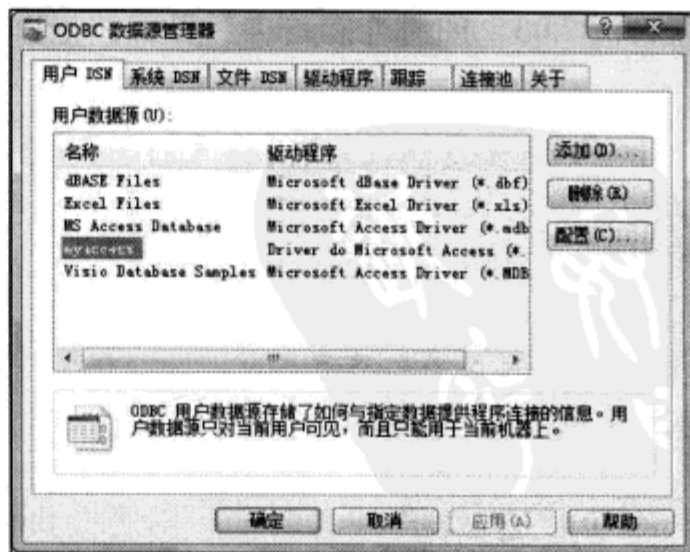 ODBC 数据源管理器
用户 DSN 系统 DSN 文件 DSN 驱动程序 跟踪 连接池 关于
用户数据源(U):
名称 驱动程序
dBASE Files Microsoft dBase Driver (*.dbf)
Excel Files Microsoft Excel Driver (*.xls)
MS Access Database Microsoft Access Driver (*.mdb
Driver do Microsoft Access (*.
Visio Database Samples Microsoft Access Driver (*.MDB
添加(D)...
删除(R)
配置(C)...
ODBC 用户数据源存储了如何与指定数据提供程序连接的信息。用
户数据源只对当前用户可见，而且只能用于当前机器上。
确定 取消 应用(A) 帮助